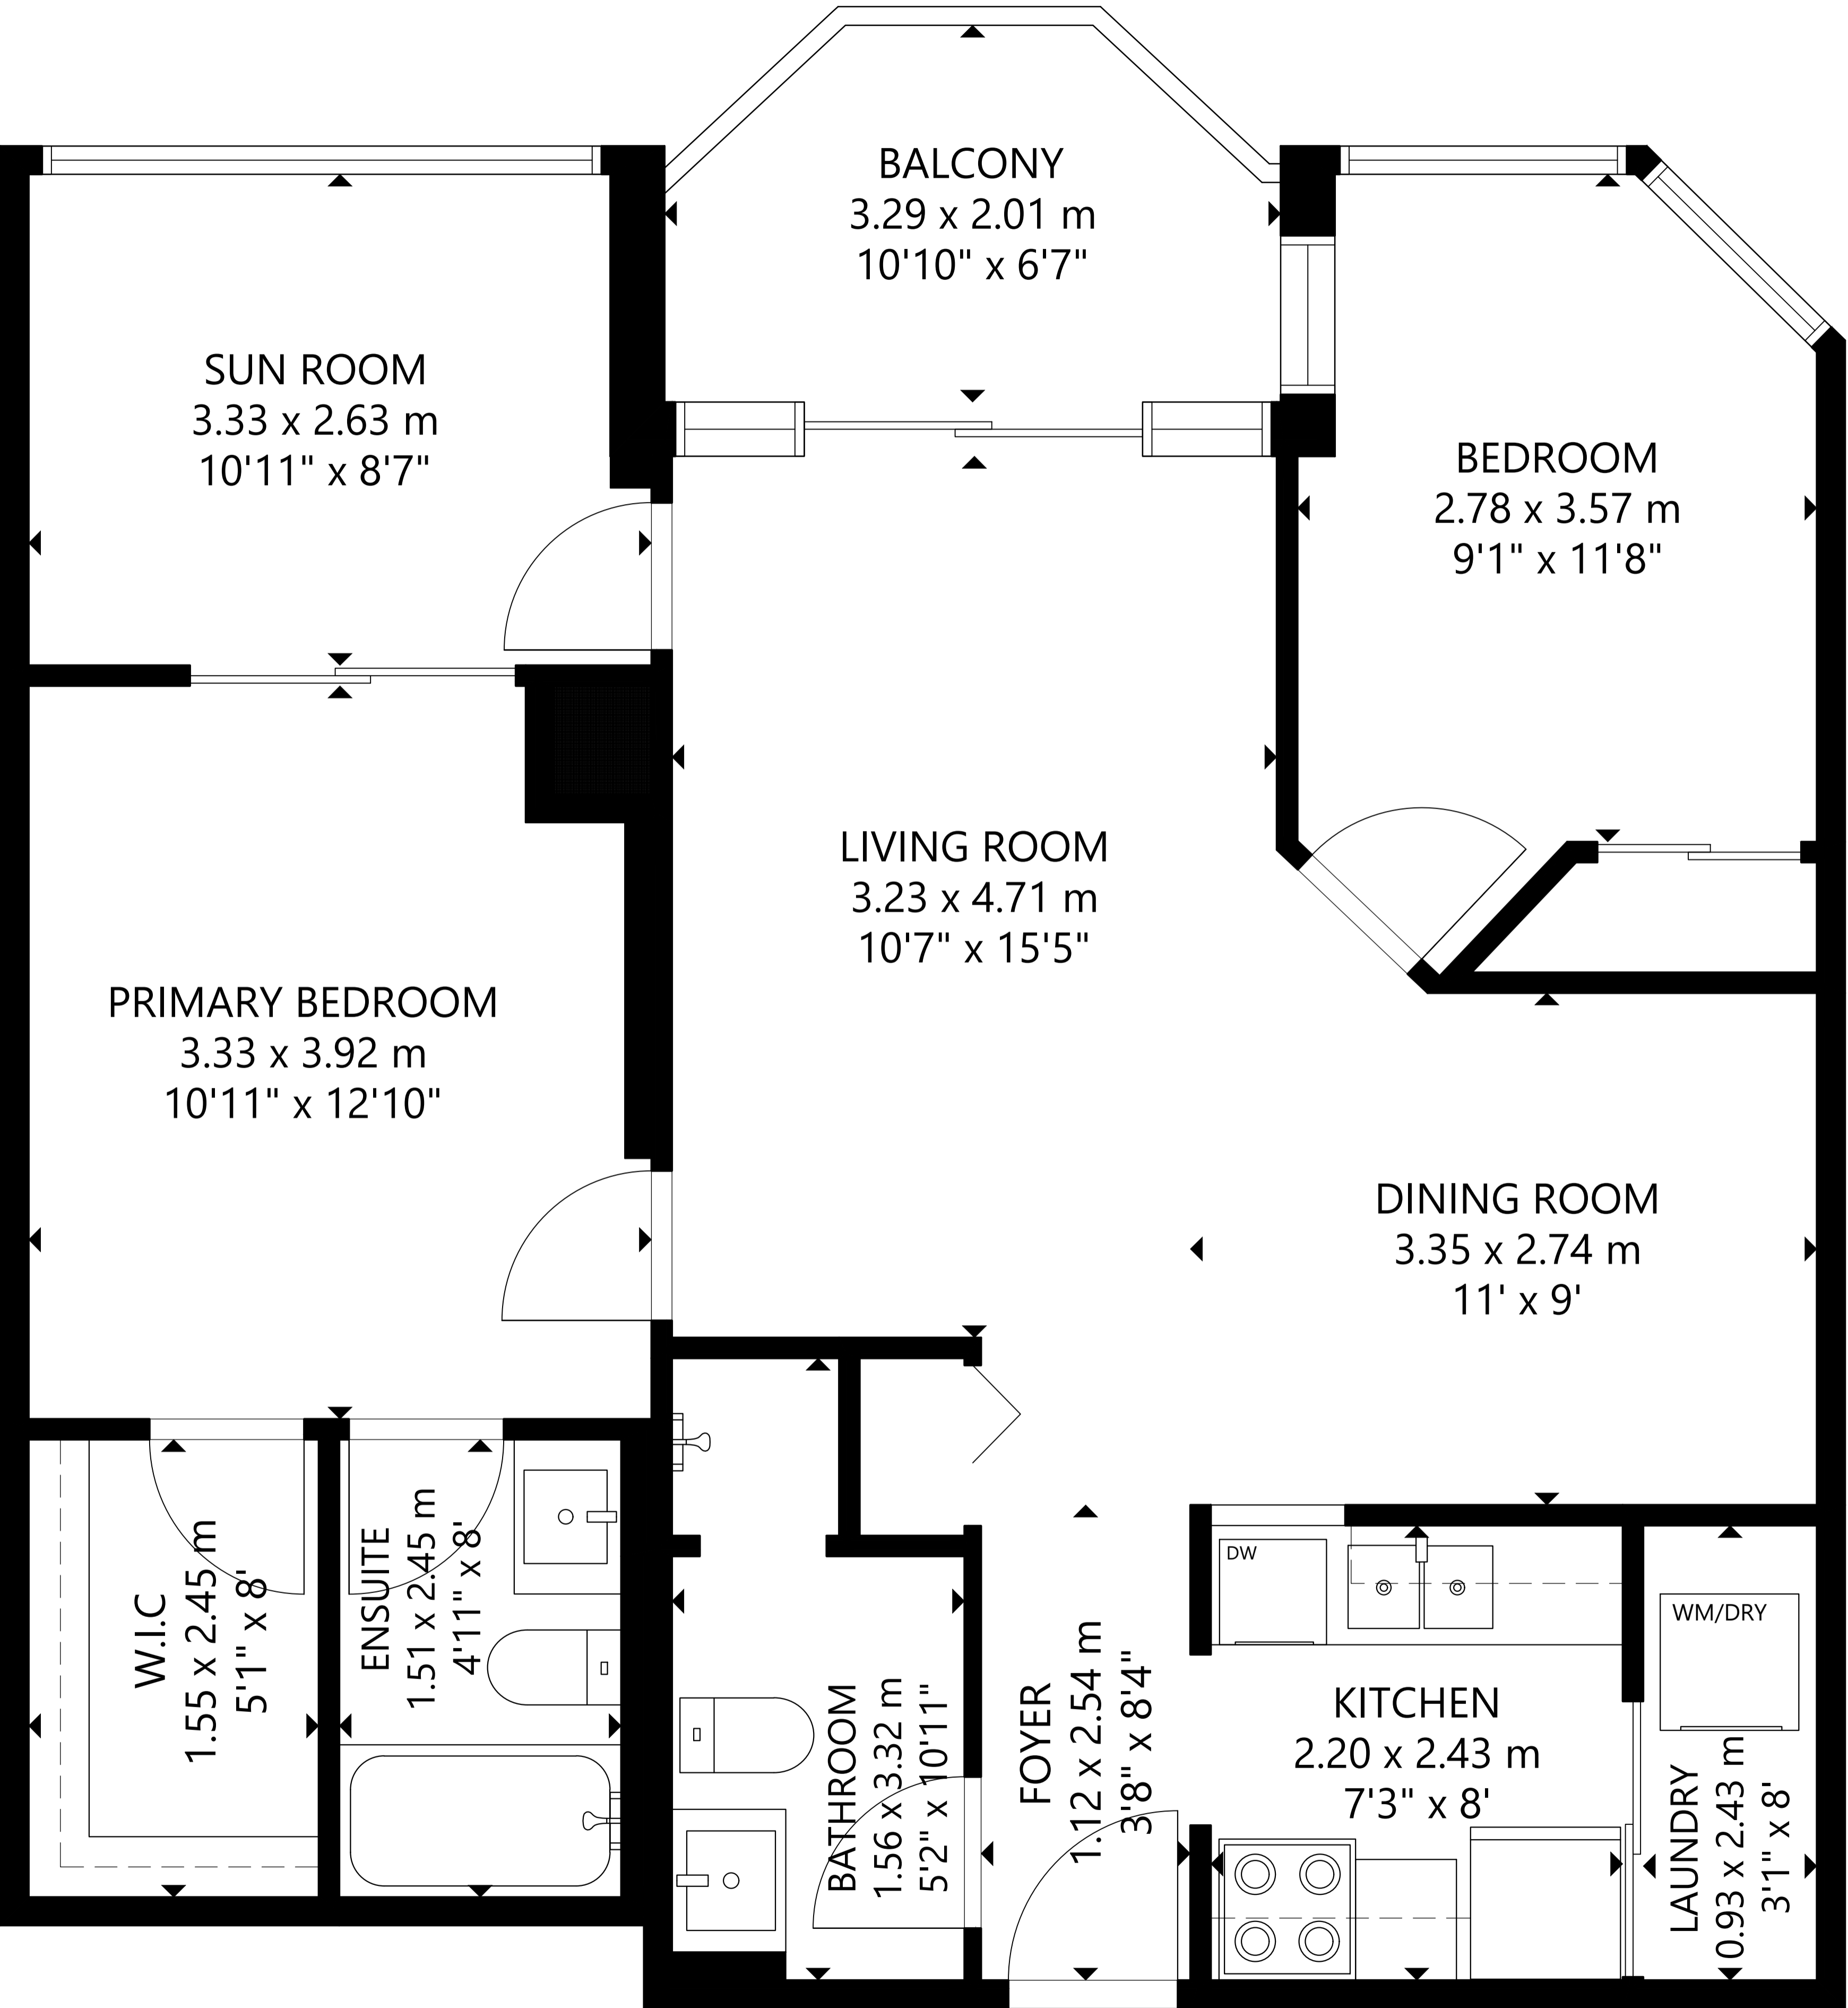 BALCONY
3.29 x 2.01 m
10'10" x 6'7"
SUN ROOM
3.33 x 2.63 m
10'11" x 8'7"
BEDROOM
2.78 x 3.57 m
9'1" x 11'8"
LIVING ROOM
3.23 x 4.71 m
10'7" x 15'5"
PRIMARY BEDROOM
3.33 x 3.92 m
10'11" x 12'10"
DINING ROOM
3.35 x 2.74 m
11' x 9'
W.I.C
1.55 x 2.45 m
5'1" x 8'
ENSUITE
1.51 x 2.45 m
4'11" x 8'
BATHROOM
1.56 x 3.32 m
5'2" x 10'11"
FOYER
1.12 x 2.54 m
3'8" x 8'4"
DW
KITCHEN
2.20 x 2.43 m
7'3" x 8'
WM/DRY
LAUNDRY
0.93 x 2.43 m
3'1" x 8'